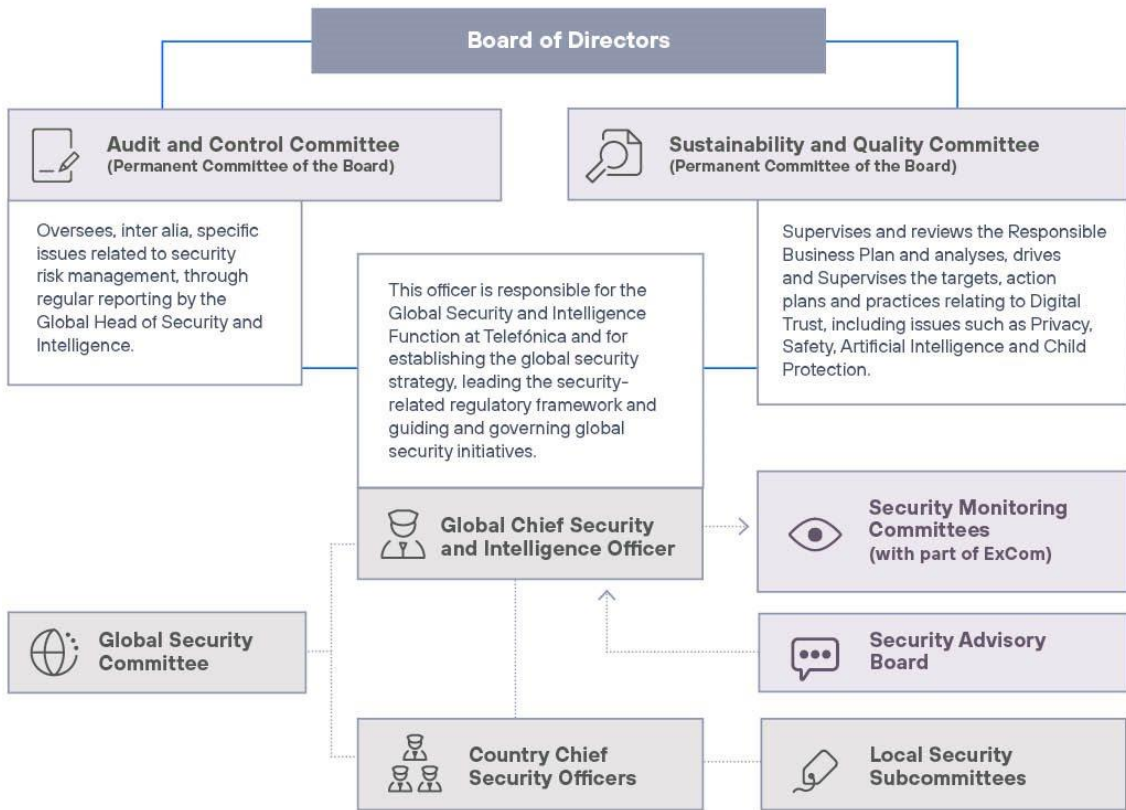 Board of Directors
Audit and Control Committee
(Permanent Committee of the Board)
Sustainability and Quality Committee
(Permanent Committee of the Board)
Oversees, inter alia, specific
issues related to security
risk management, through
regular reporting by the
Global Head of Security and
Intelligence.
This officer is responsible for the
Global Security and Intelligence
Function at Telefónica and for
establishing the global security
strategy, leading the security-
related regulatory framework and
guiding and governing global
security initiatives.
Supervises and reviews the Responsible
Business Plan and analyses, drives
and Supervises the targets, action
plans and practices relating to Digital
Trust, including issues such as Privacy,
Safety, Artificial Intelligence and Child
Protection.
Global Chief Security
and Intelligence Officer
Security Monitoring
Committees
(with part of ExCom)
Global Security
Committee
Security Advisory
Board
Country Chief
Security Officers
Local Security
Subcommittees